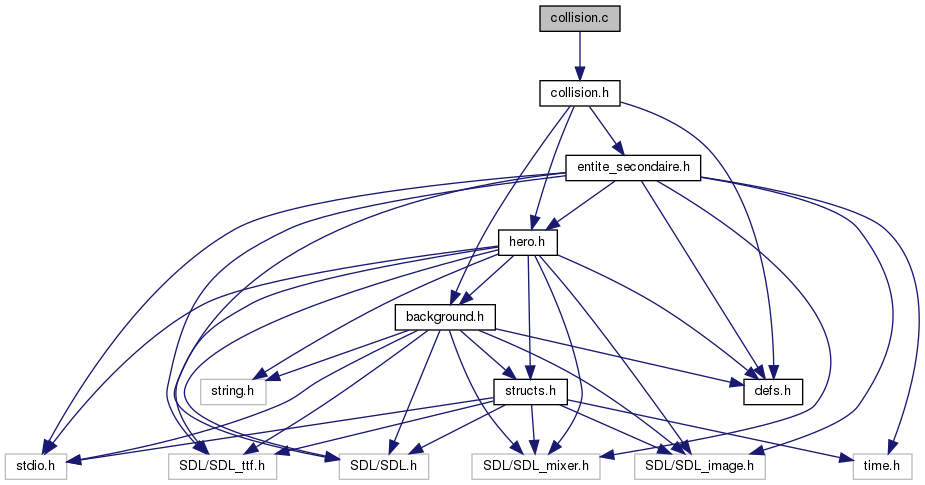 collision.c
collision.h
entite_secondaire.h
hero.h
background.h
string.h
structs.h
defs.h
stdio.h
SDL/SDL_ttf.h
SDL/SDL.h
SDL/SDL_mixer.h
SDL/SDL_image.h
time.h